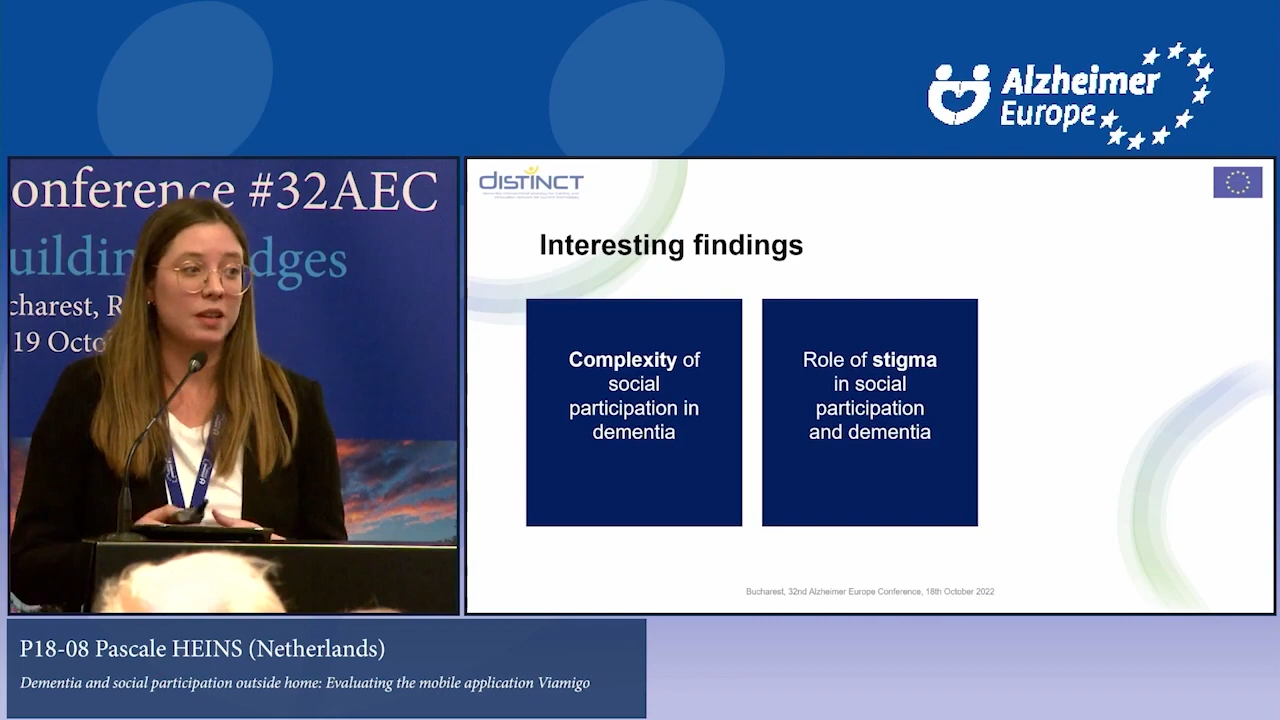 Alzheimer
Europe
onference #32AEC
uildin dges
charest, R
19 Octo
DISTINCT
Interesting findings
Complexity of
social
participation in
dementia
Role of stigma
in social
participation
and dementia
Bucharest, 32nd Alzheimer Europe Conference, 18th October 2022
P18-08 Pascale HEINS (Netherlands)
Dementia and social participation outside home: Evaluating the mobile application Viamigo